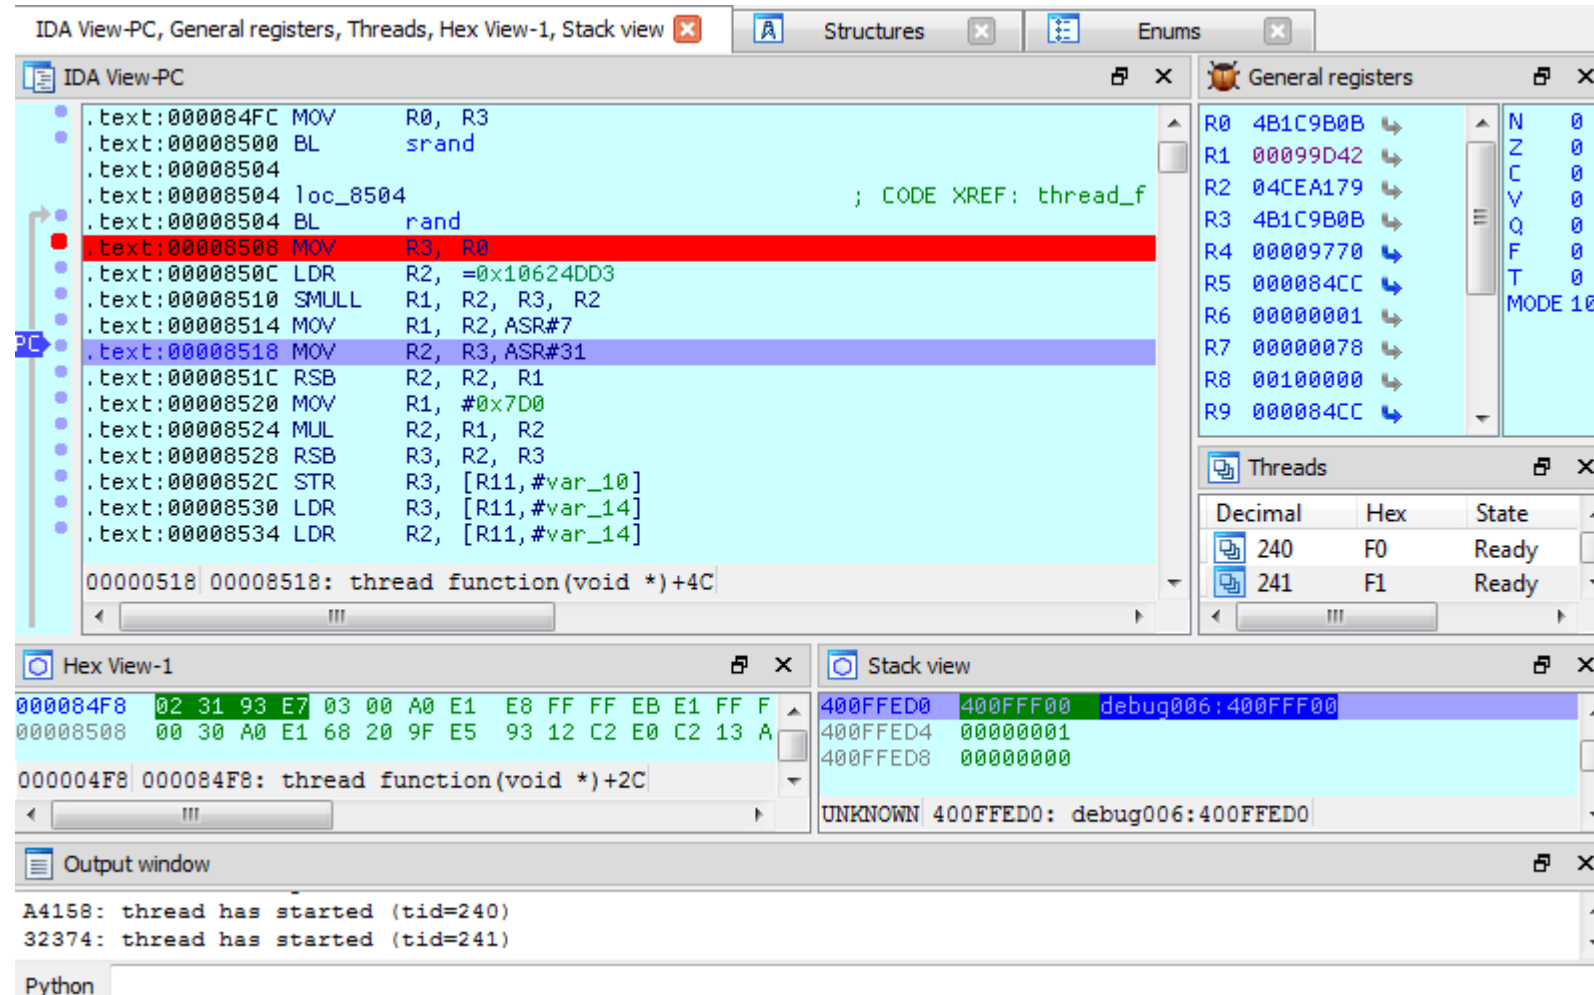 IDA View-PC, General registers, Threads, Hex View-1, Stack view
Structures
Enums
IDA View-PC
.text:000084FC MOV R0, R3
.text:00008500 BL srand
.text:00008504
.text:00008504 loc_8504 ; CODE XREF: thread_f
.text:00008504 BL rand
.text:00008508 MOV R3, R0
.text:0000850C LDR R2, =0x10624DD3
.text:00008510 SMULL R1, R2, R3, R2
.text:00008514 MOV R1, R2,ASR#7
PC
.text:00008518 MOV R2, R3,ASR#31
.text:0000851C RSB R2, R2, R1
.text:00008520 MOV R1, #0x7D0
.text:00008524 MUL R2, R1, R2
.text:00008528 RSB R3, R2, R3
.text:0000852C STR R3, [R11,#var_10]
.text:00008530 LDR R3, [R11,#var_14]
.text:00008534 LDR R2, [R11,#var_14]
00000518 00008518: thread function(void *)+4C
General registers
R0 4B1C9B0B
R1 00099D42
R2 04CEA179
R3 4B1C9B0B
R4 00009770
R5 000084CC
R6 00000001
R7 00000078
R8 00100000
R9 000084CC
N 0
Z 0
C 0
V 0
Q 0
F 0
T 0
MODE 10
Threads
Decimal Hex State
240 F0 Ready
241 F1 Ready
Hex View-1
000084F8 02 31 93 E7 03 00 A0 E1 E8 FF FF EB E1 FF F
00008508 00 30 A0 E1 68 20 9F E5 93 12 C2 E0 C2 13 A
000004F8 000084F8: thread function(void *)+2C
Stack view
400FFED0 400FFF00 debug006:400FFF00
400FFED4 00000001
400FFED8 00000000
UNKNOWN 400FFED0: debug006:400FFED0
Output window
A4158: thread has started (tid=240)
32374: thread has started (tid=241)
Python